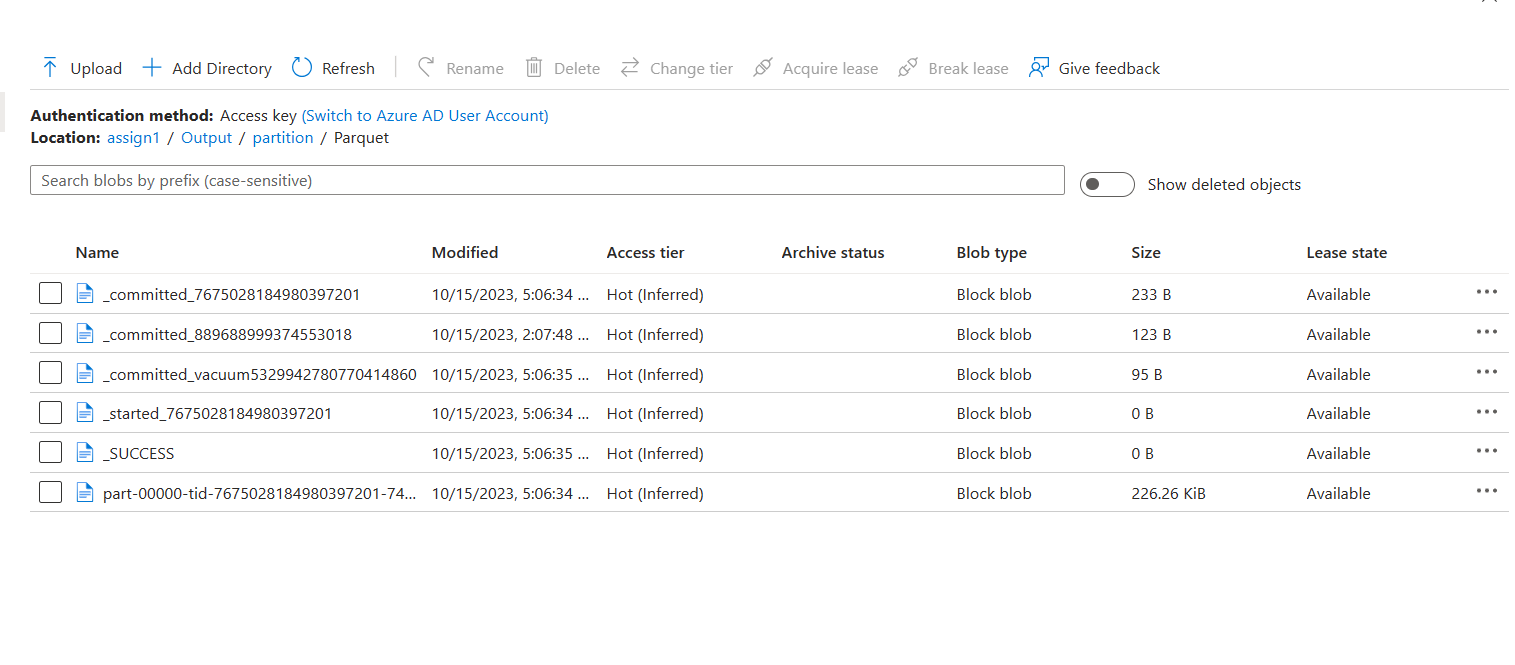 Upload Add Directory Refresh Rename Delete Change tier Acquire lease Break lease Give feedback
Authentication method: Access key (Switch to Azure AD User Account)
Location: assign1 / Output / partition / Parquet
Search blobs by prefix (case-sensitive) Show deleted objects
Name Modified Access tier Archive status Blob type Size Lease state
_committed_7675028184980397201 10/15/2023, 5:06:34 ... Hot (Inferred) Block blob 233 B Available
_committed_889688999374553018 10/15/2023, 2:07:48 ... Hot (Inferred) Block blob 123 B Available
_committed_vacuum5329942780770414860 10/15/2023, 5:06:35 ... Hot (Inferred) Block blob 95 B Available
_started_7675028184980397201 10/15/2023, 5:06:34 ... Hot (Inferred) Block blob 0 B Available
_SUCCESS 10/15/2023, 5:06:35 ... Hot (Inferred) Block blob 0 B Available
part-00000-tid-7675028184980397201-74... 10/15/2023, 5:06:34 ... Hot (Inferred) Block blob 226.26 KiB Available